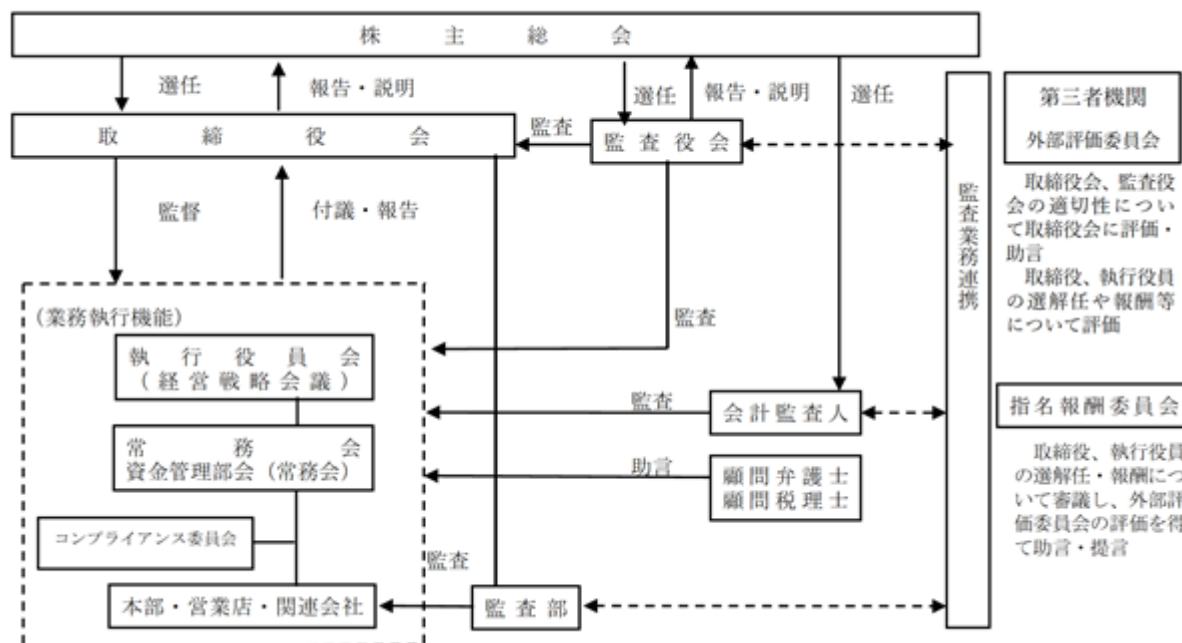 株主総会
選任
報告・説明
選任
報告・説明
選任
取締役会
監査
監査役会
監督
付議・報告
監査
(業務執行機能)
執行役員会
(経営戦略会議)
常務会
資金管理部会(常務会)
コンプライアンス委員会
本部・営業店・関連会社
監査
会計監査人
助言
顧問弁護士
顧問税理士
監査
監査部
監査業務連携
第三者機関
外部評価委員会
取締役会、監査役
会の適切性につい
て取締役会に評価・
助言
取締役、執行役員
の選解任や報酬等
について評価
指名報酬委員会
取締役、執行役員
の選解任・報酬につ
いて審議し、外部評
価委員会の評価を得
て助言・提言